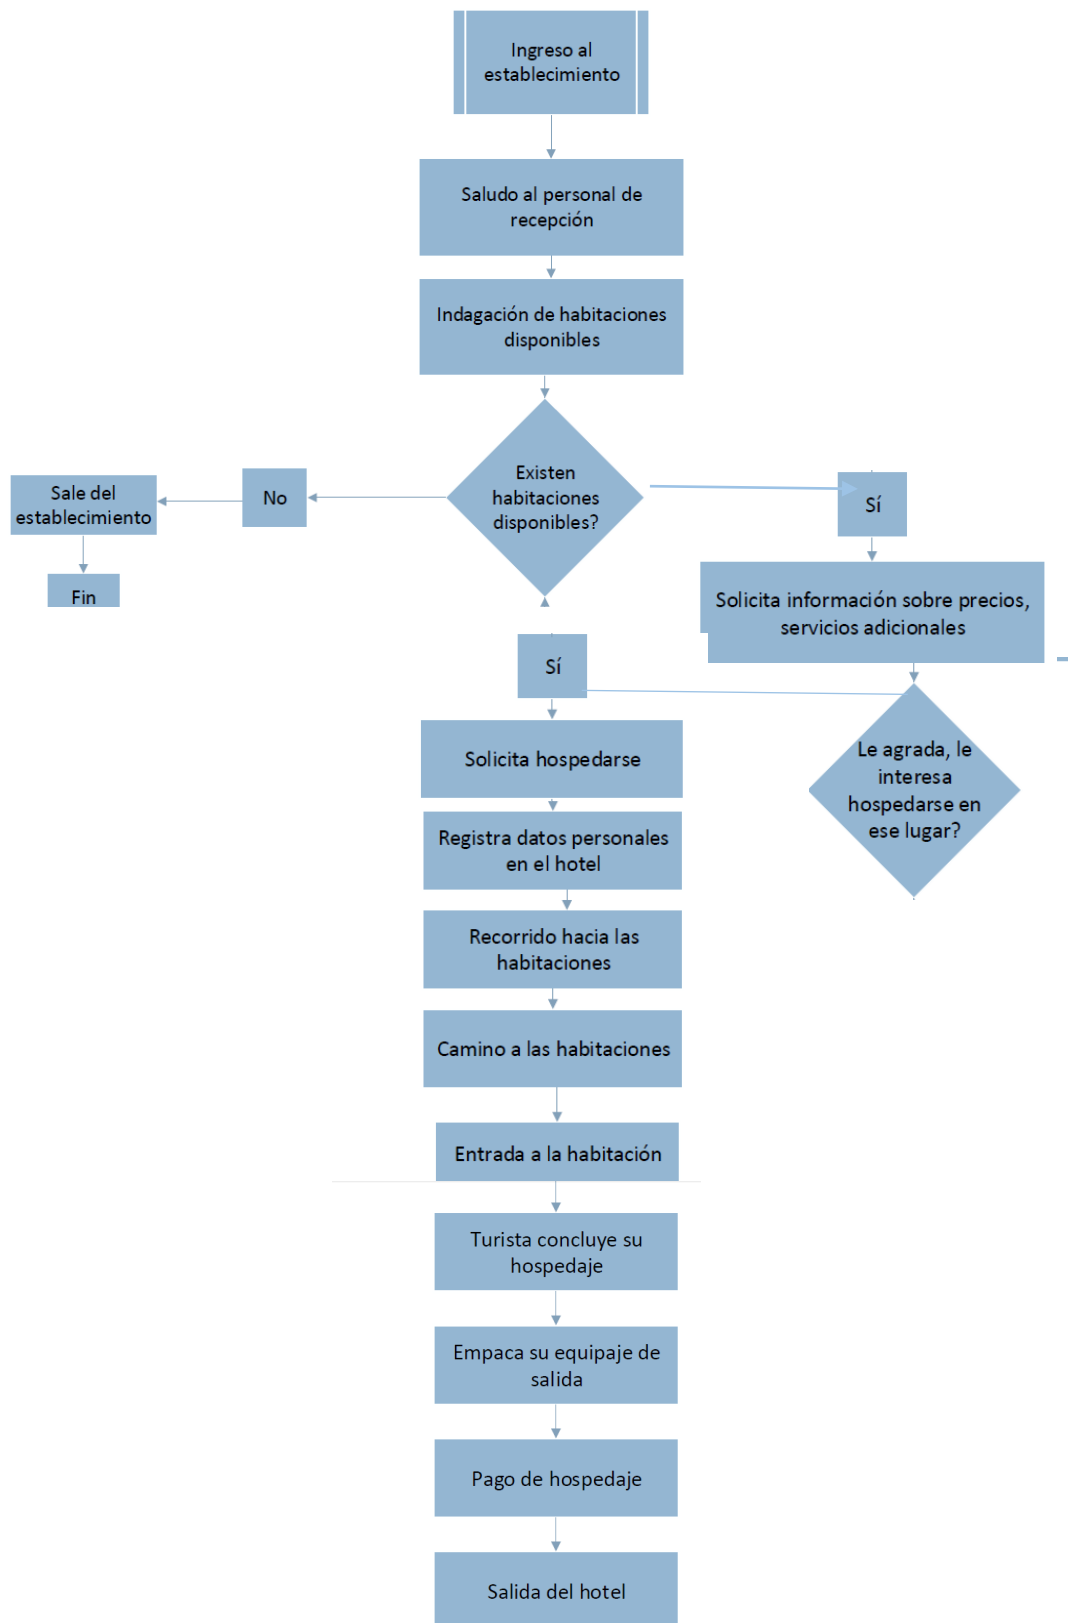 Ingreso al
establecimiento
Saludo al personal de
recepción
Indagación de habitaciones
disponibles
Existen
habitaciones
disponibles?
No
Sale del
establecimiento
Fin
Sí
Solicita información sobre precios,
servicios adicionales
Le agrada, le
interesa
hospedarse en
ese lugar?
Sí
Solicita hospedarse
Registra datos personales
en el hotel
Recorrido hacia las
habitaciones
Camino a las habitaciones
Entrada a la habitación
Turista concluye su
hospedaje
Empaca su equipaje de
salida
Pago de hospedaje
Salida del hotel